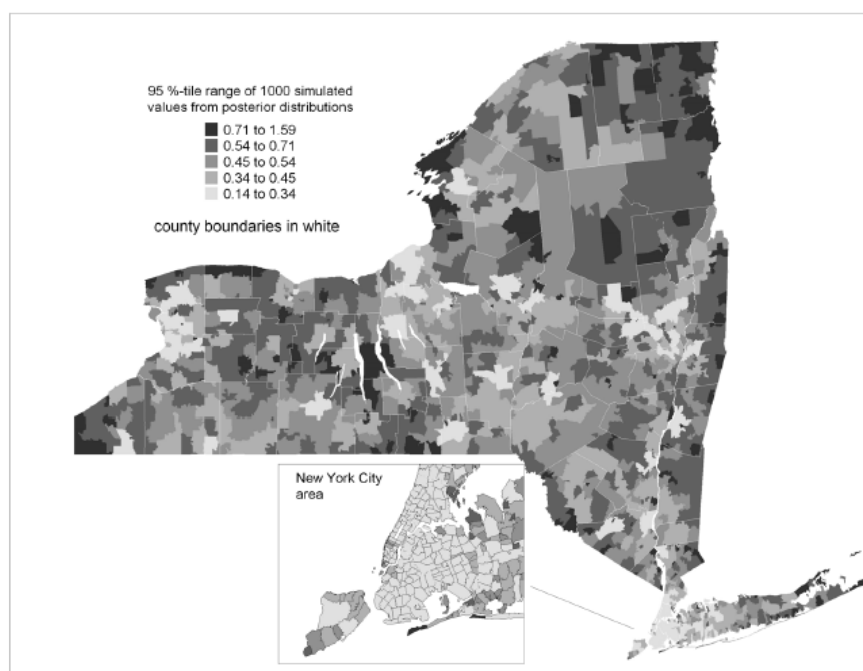 95 %-tile range of 1000 simulated
values from posterior distributions
0.71 to 1.59
0.54 to 0.71
0.45 to 0.54
0.34 to 0.45
0.14 to 0.34
county boundaries in white
New York City
area